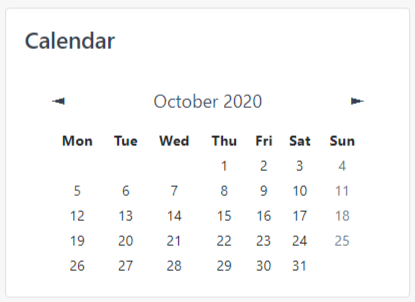 Calendar
October 2020
Mon Tue Wed Thu Fri Sat Sun
1 2 3 4
5 6 7 8 9 10 11
12 13 14 15 16 17 18
19 20 21 22 23 24 25
26 27 28 29 30 31